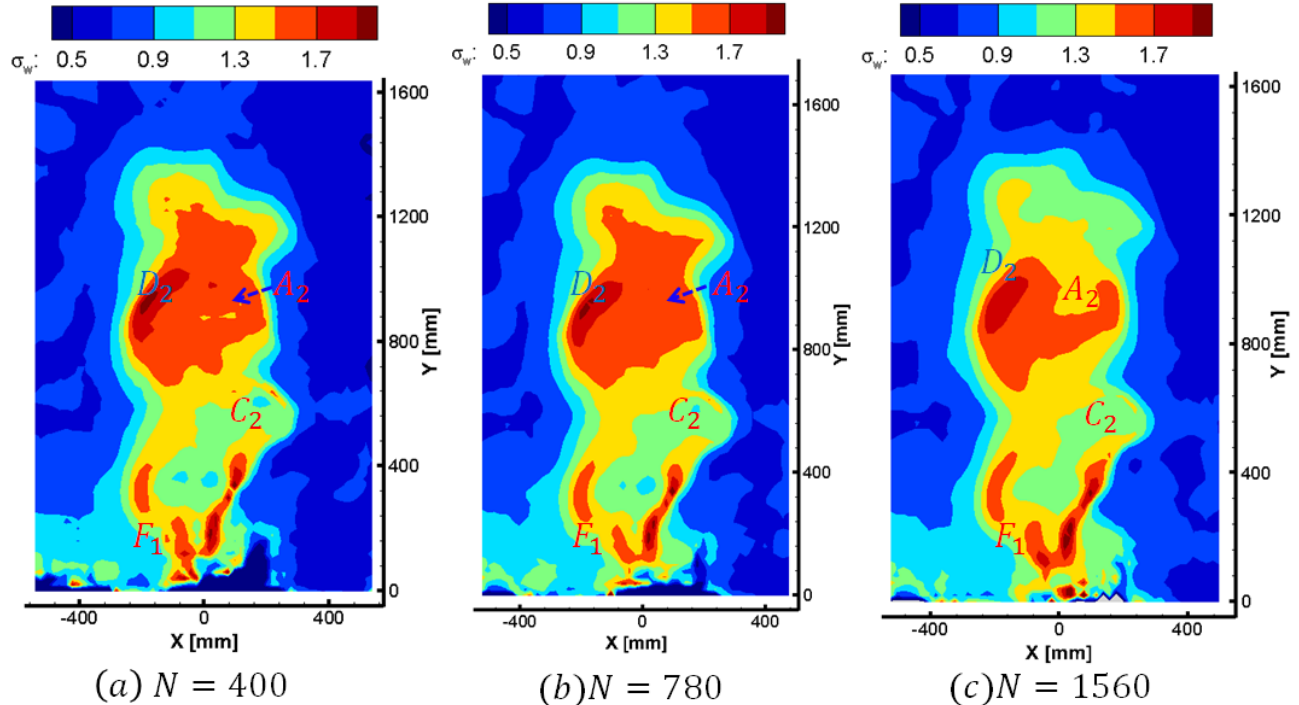 σw: 0.5 0.9 1.3 1.7
D2
A2
C2
F1
1600
1200
800
400
0
Y [mm]
-400 0 400
X [mm]
(a) N = 400
σw: 0.5 0.9 1.3 1.7
D2
A2
C2
F1
1600
1200
800
400
0
Y [mm]
-400 0 400
X [mm]
(b)N = 780
σw: 0.5 0.9 1.3 1.7
D2
A2
C2
F1
1600
1200
800
400
0
Y [mm]
-400 0 400
X [mm]
(c)N = 1560